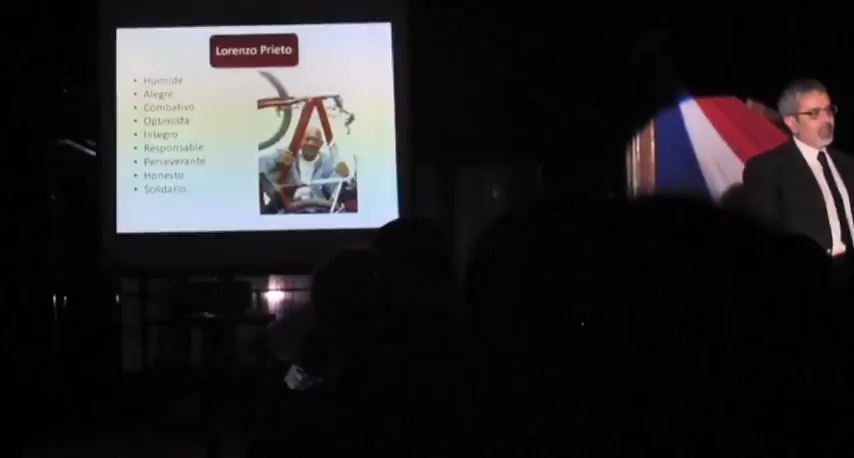 Lorenzo Prieto
• Humilde
• Alegre
• Combativo
• Optimista
• Integro
• Responsable
• Perseverante
• Honesto
• Solidario